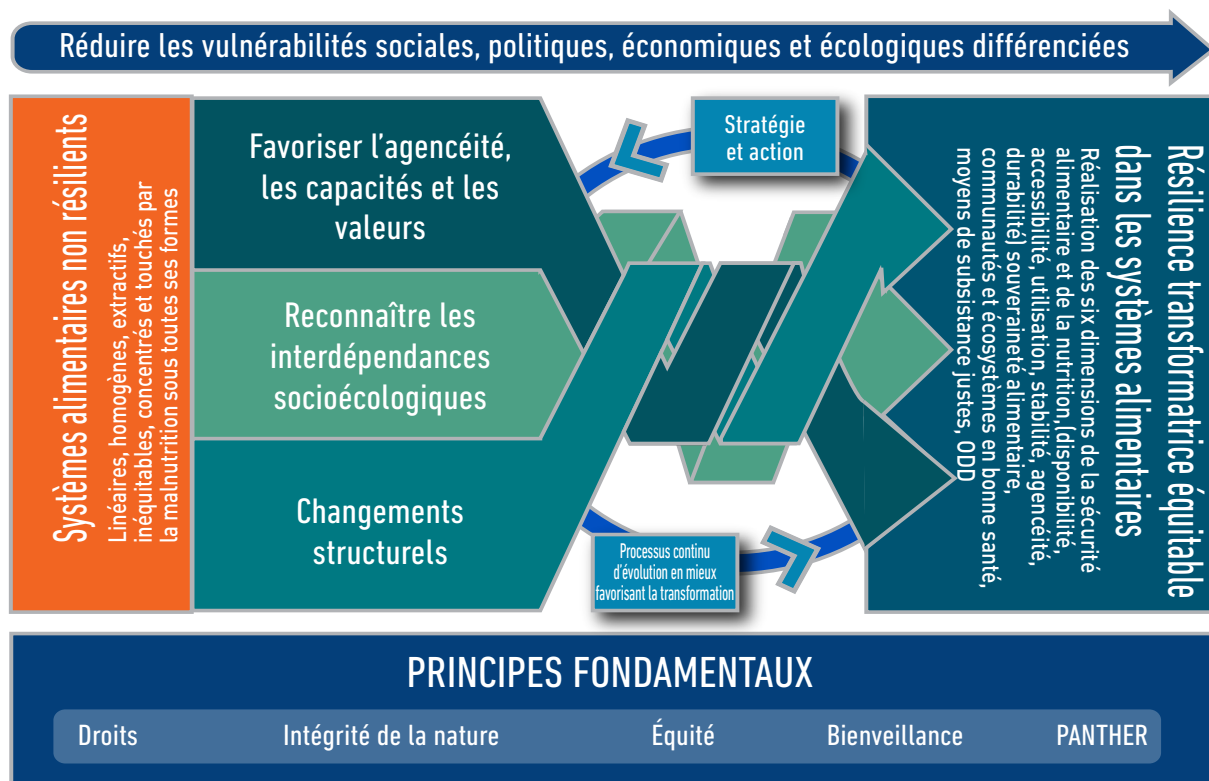 Réduire les vulnérabilités sociales, politiques, économiques et écologiques différenciées
Systèmes alimentaires non résilients
Linéaires, homogènes, extractifs,
inéquitables, concentrés et touchés par
la malnutrition sous toutes ses formes
Favoriser l’agencéité,
les capacités et les
valeurs
Reconnaître les
interdépendances
socioécologiques
Changements
structurels
Stratégie
et action
Processus continu
d’évolution en mieux
favorisant la transformation
Résilience transformatrice équitable
dans les systèmes alimentaires
Réalisation des six dimensions de la sécurité
alimentaire et de la nutrition,(disponibilité,
accessibilité, utilisation, stabilité, agencéité,
durabilité) souveraineté alimentaire,
communautés et écosystèmes en bonne santé,
moyens de subsistance justes, ODD
PRINCIPES FONDAMENTAUX
Droits Intégrité de la nature Équité Bienveillance PANTHER